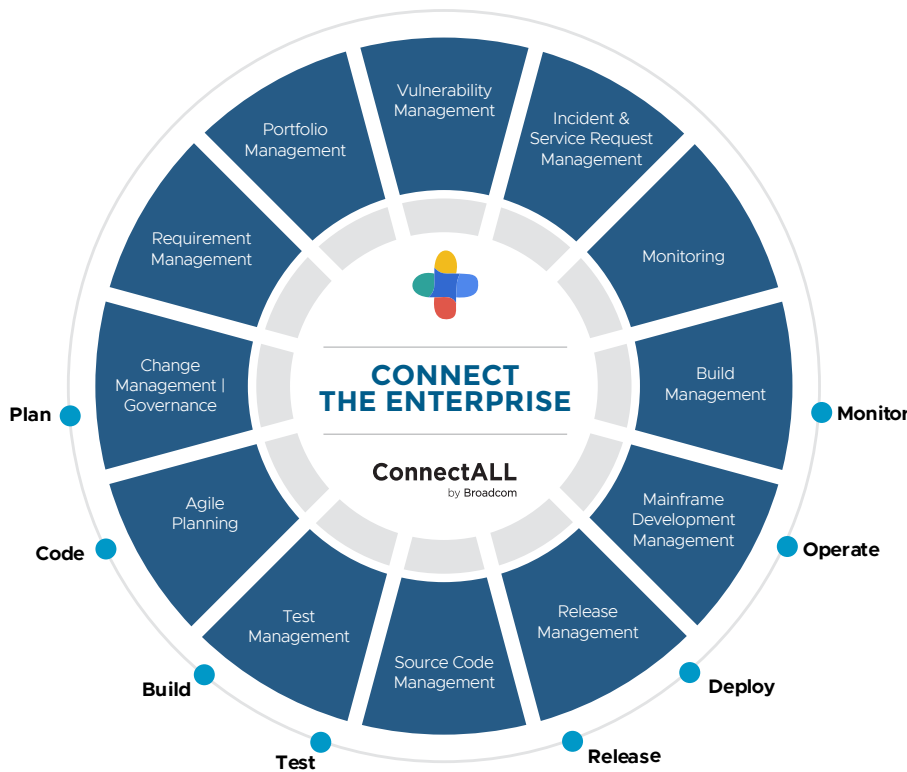 Vulnerability
Management
Incident &
Service Request
Management
Monitoring
Build
Management
Mainframe
Development
Management
Release
Management
Source Code
Management
Test
Management
Agile
Planning
Change
Management |
Governance
Requirement
Management
Portfolio
Management
CONNECT
THE ENTERPRISE
ConnectALL
by Broadcom
Plan
Code
Build
Test
Release
Deploy
Operate
Monitor